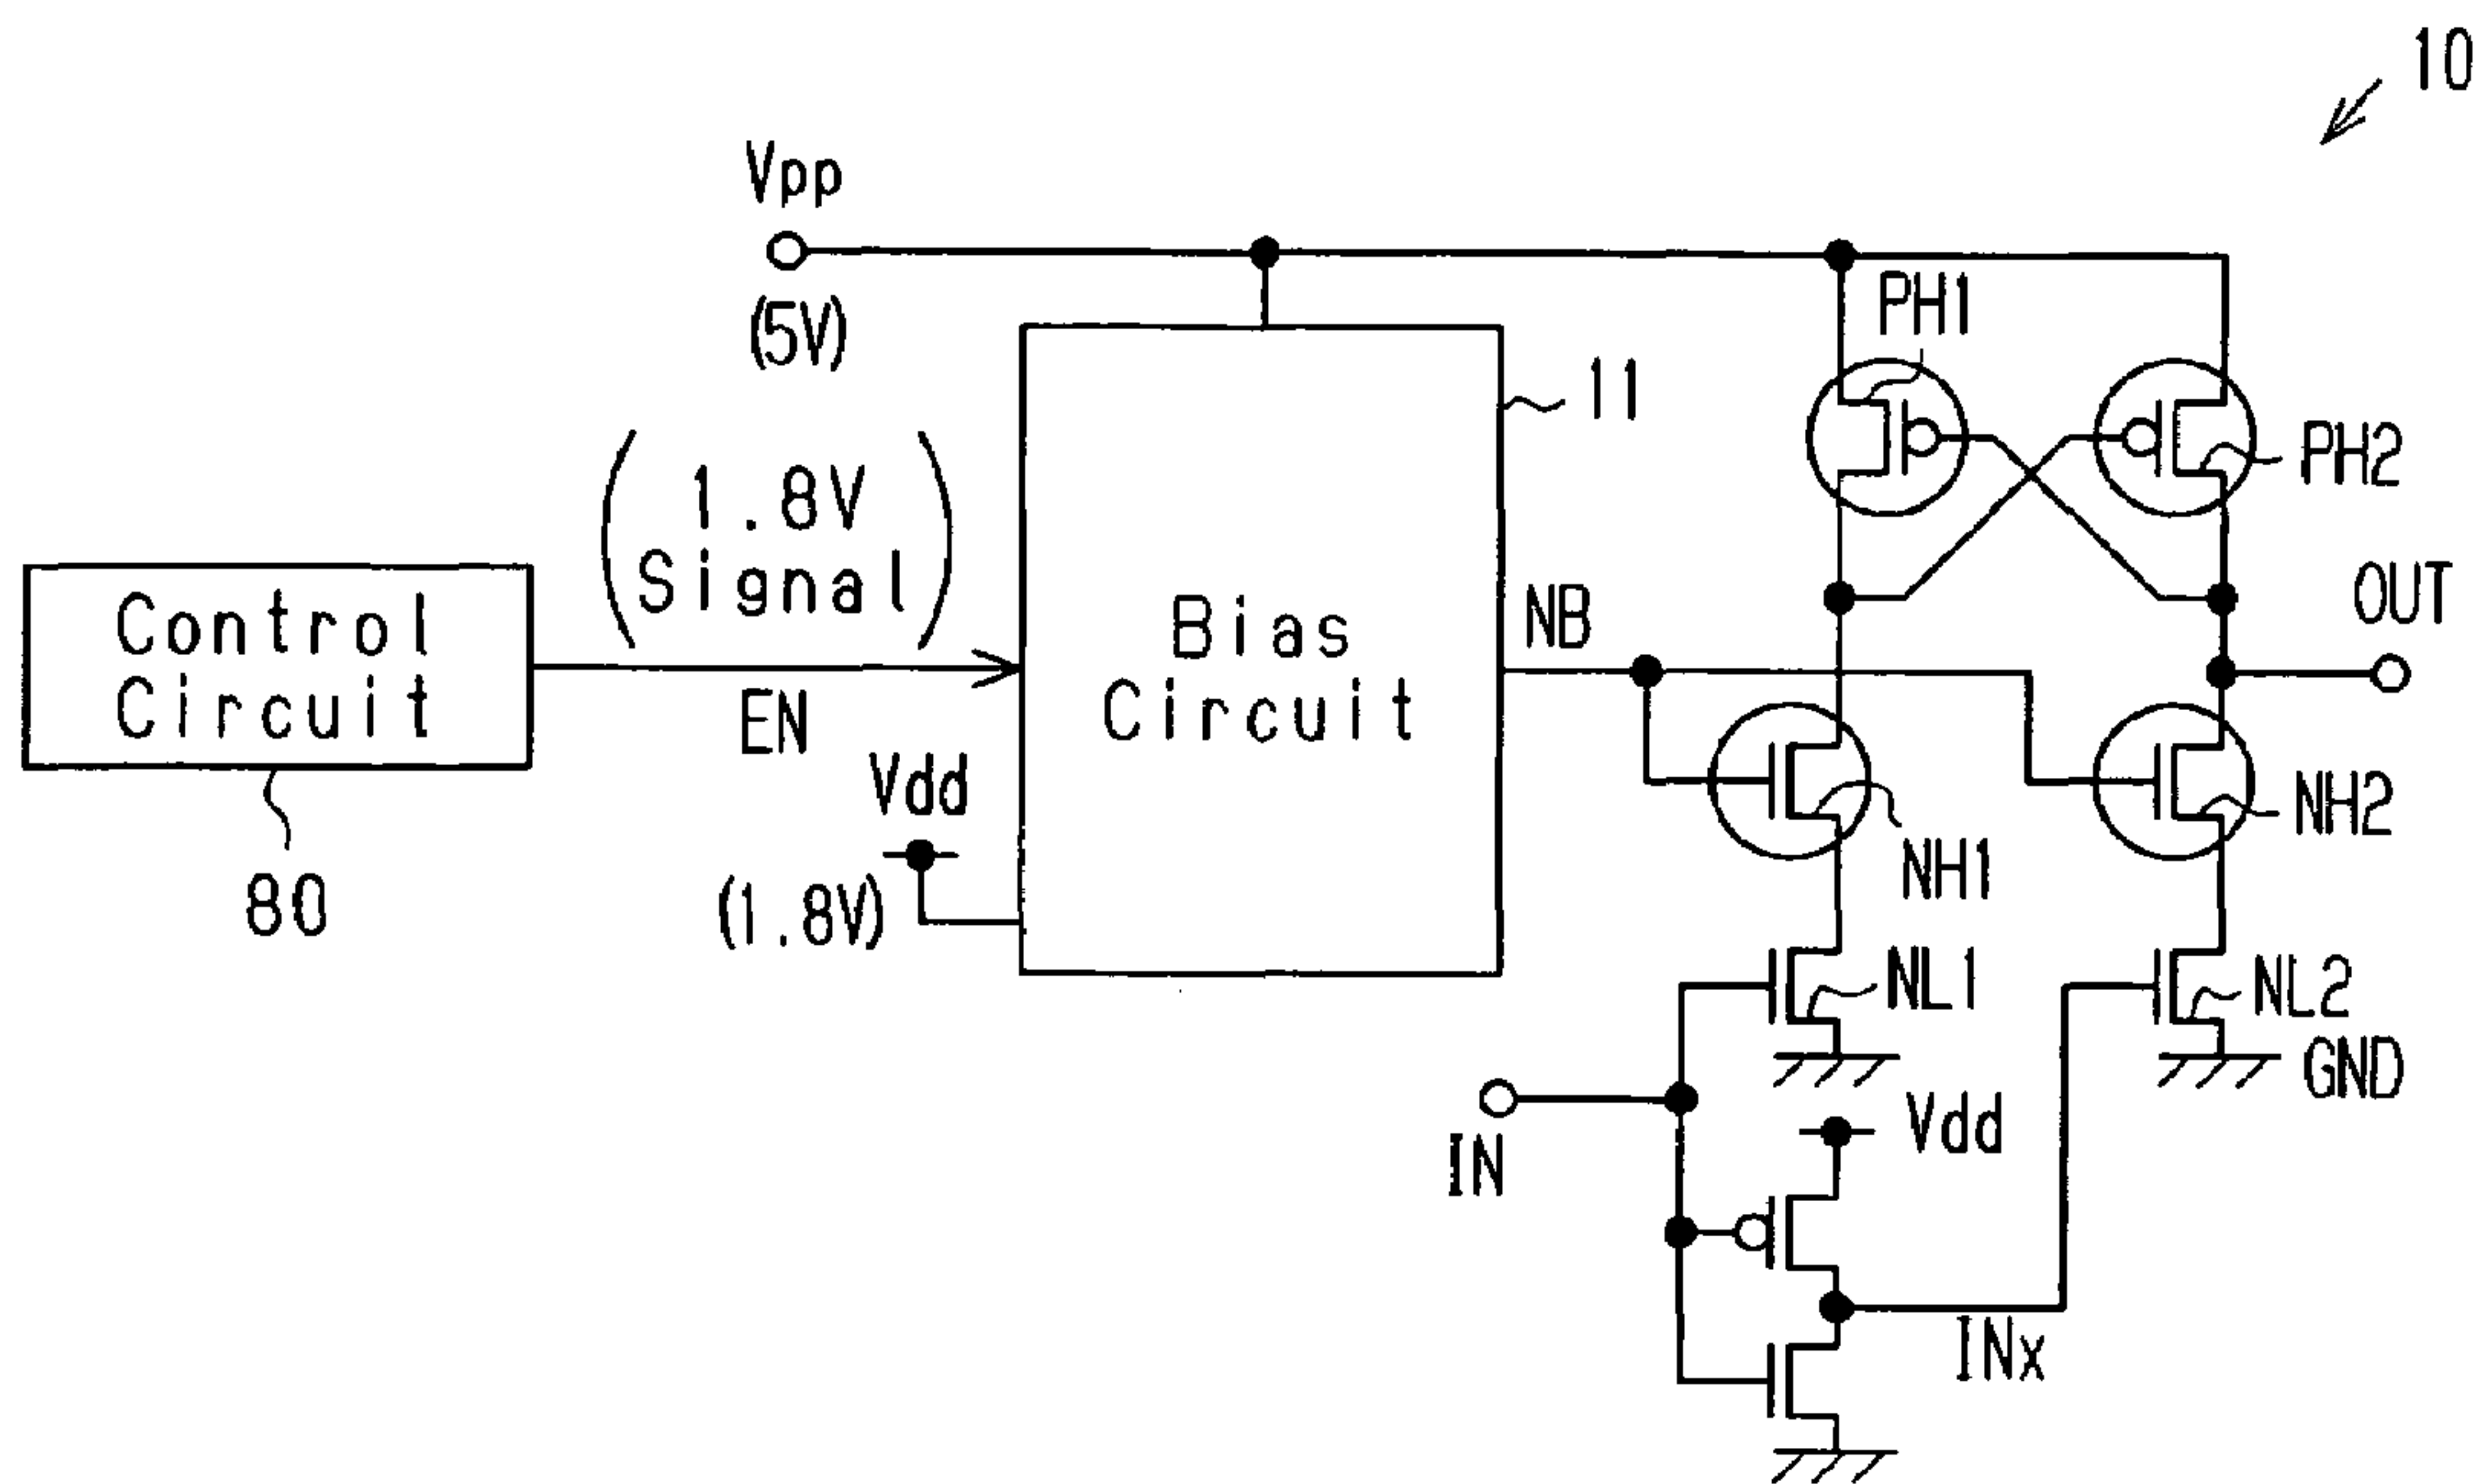 10
Vpp
(5V)
PH1
11
PH2
(1.8V
Signal)
Control
Circuit
EN
Bias
Circuit
NB
OUT
Vdd
(1.8V)
80
NH1
NH2
NL1
NL2
GND
IN
Vdd
INx